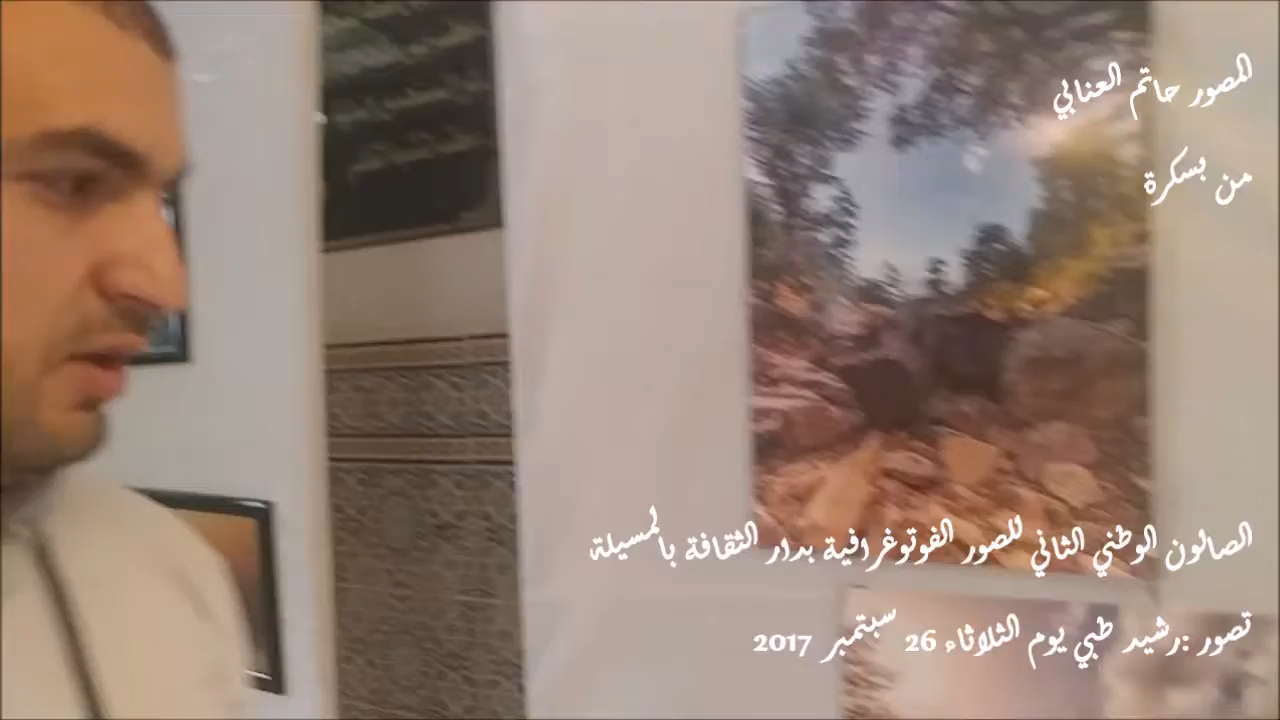 المصور حاتم العنابي
من بسكرة
الصالون الوطني الثاني للصور الفوتوغرافية بدار الثقافة بالمسيلة
تصور :رشيد طبي يوم الثلاثاء 26 سبتمبر 2017